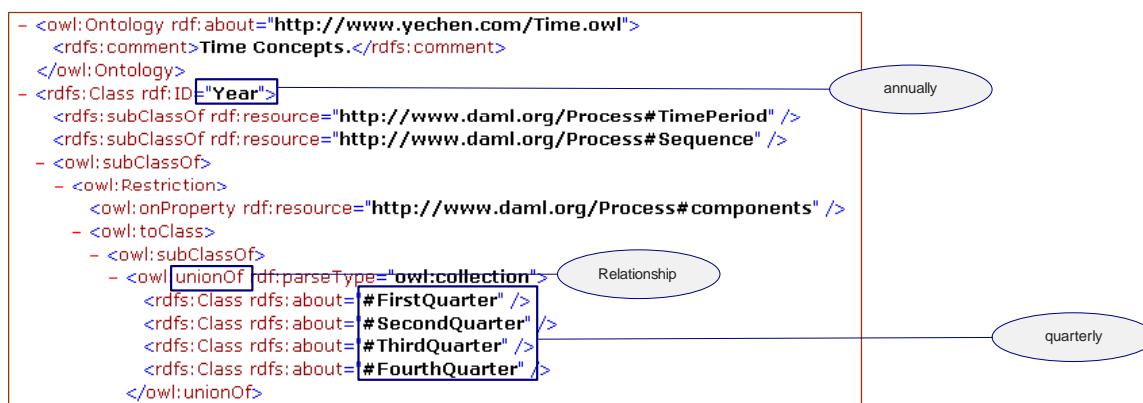 − <owl:Ontology rdf:about="http://www.yechen.com/Time.owl">
<rdfs:comment>Time Concepts.</rdfs:comment>
</owl:Ontology>
− <rdfs:Class rdf:ID="Year">
annually
<rdfs:subClassOf rdf:resource="http://www.daml.org/Process#TimePeriod" />
<rdfs:subClassOf rdf:resource="http://www.daml.org/Process#Sequence" />
− <owl:subClassOf>
− <owl:Restriction>
<owl:onProperty rdf:resource="http://www.daml.org/Process#components" />
− <owl:toClass>
− <owl:subClassOf>
− <owl:unionOf rdf:parseType="owl:collection">
Relationship
<rdfs:Class rdfs:about="#FirstQuarter" />
<rdfs:Class rdfs:about="#SecondQuarter" />
<rdfs:Class rdfs:about="#ThirdQuarter" />
quarterly
<rdfs:Class rdfs:about="#FourthQuarter" />
</owl:unionOf>